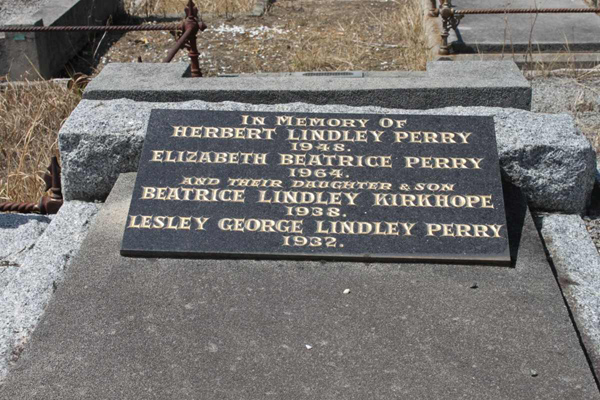 In Memory Of
HERBERT LINDLEY PERRY
1948.
ELIZABETH BEATRICE PERRY
1964.
AND THEIR DAUGHTER & SON
BEATRICE LINDLEY KIRKHOPE
1938.
LESLEY GEORGE LINDLEY PERRY
1932.